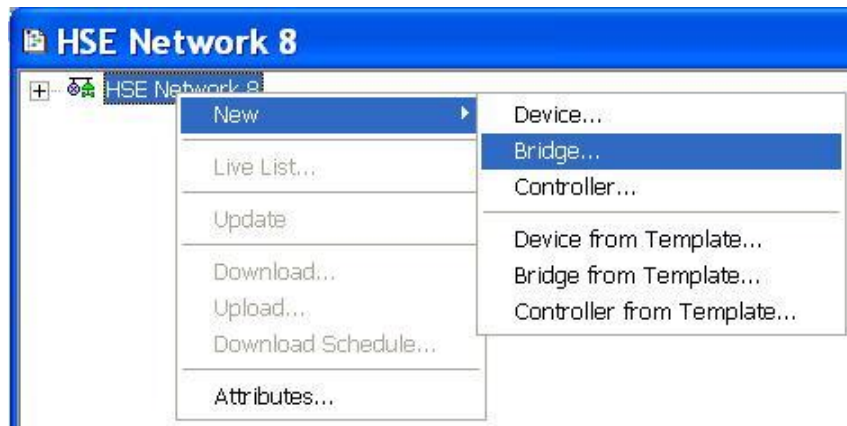 HSE Network 8
HSE Network 8
New
Live List...
Update
Download...
Upload...
Download Schedule...
Attributes...
Device...
Bridge...
Controller...
Device from Template...
Bridge from Template...
Controller from Template...